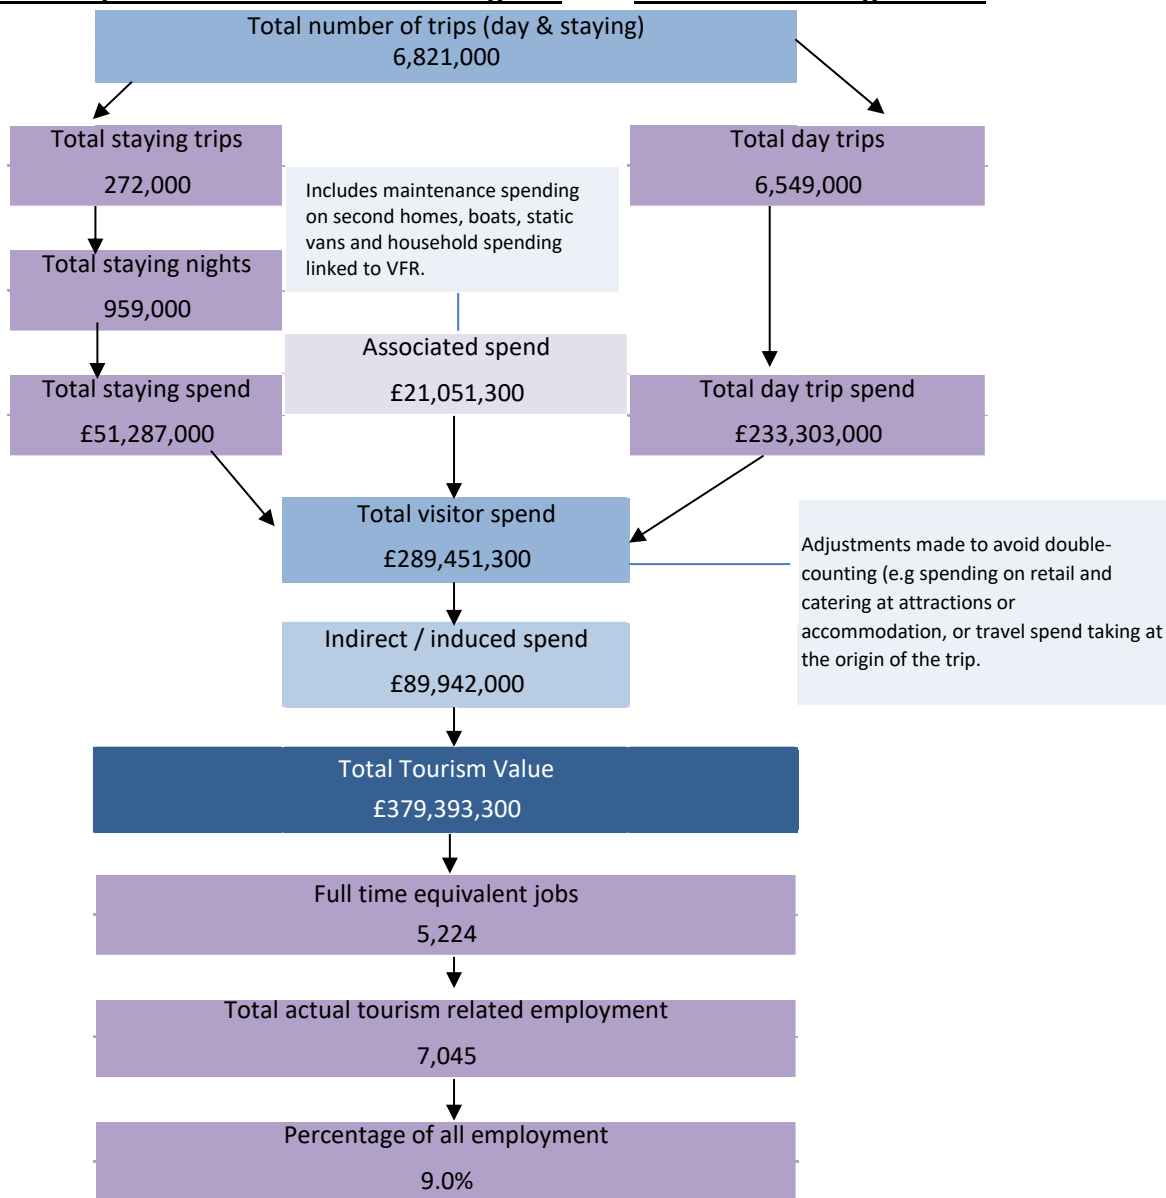 Total number of trips (day & staying)
6,821,000
Total staying trips
272,000
Total day trips
6,549,000
Includes maintenance spending
on second homes, boats, static
vans and household spending
linked to VFR.
Total staying nights
959,000
Associated spend
£21,051,300
Total staying spend
£51,287,000
Total day trip spend
£233,303,000
Total visitor spend
£289,451,300
Adjustments made to avoid double-
counting (e.g spending on retail and
catering at attractions or
accommodation, or travel spend taking at
the origin of the trip.
Indirect / induced spend
£89,942,000
Total Tourism Value
£379,393,300
Full time equivalent jobs
5,224
Total actual tourism related employment
7,045
Percentage of all employment
9.0%